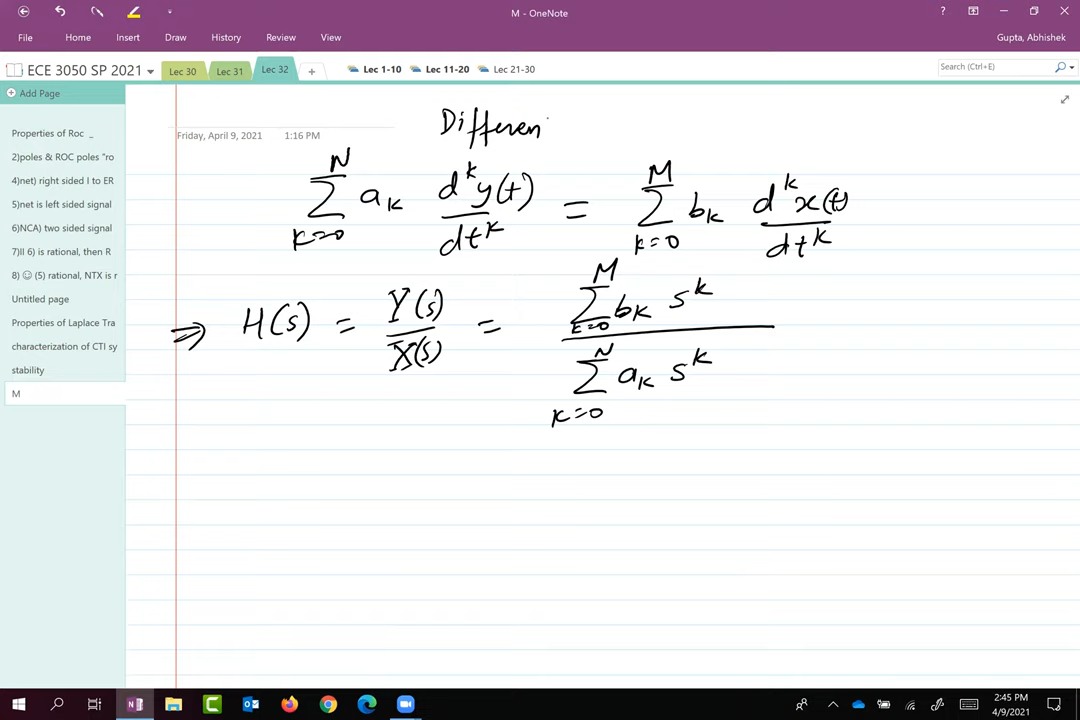 M - OneNote
?
File Home Insert Draw History Review View
Gupta, Abhishek
ECE 3050 SP 2021 Lec 30 Lec 31 Lec 32 + Lec 1-10 Lec 11-20 Lec 21-30
Search (Ctrl+E)
Add Page
Properties of Roc _
2)poles & ROC poles "ro
4)net) right sided I to ER
5)net is left sided signal
6)NCA) two sided signal
7)II 6) is rational, then R
8) ☺ (5) rational, NTX is r
Untitled page
Properties of Laplace Tra
characterization of CTI sy
stability
M
Friday, April 9, 2021 1:16 PM
Differen
∑_{k=0}^{N} a_k d^k y(t)/dt^k = ∑_{k=0}^{M} b_k d^k x(t)/dt^k
⇒ H(s) = Y(s)/X(s) = ∑_{k=0}^{M} b_k s^k / ∑_{k=0}^{N} a_k s^k
2:45 PM
4/9/2021